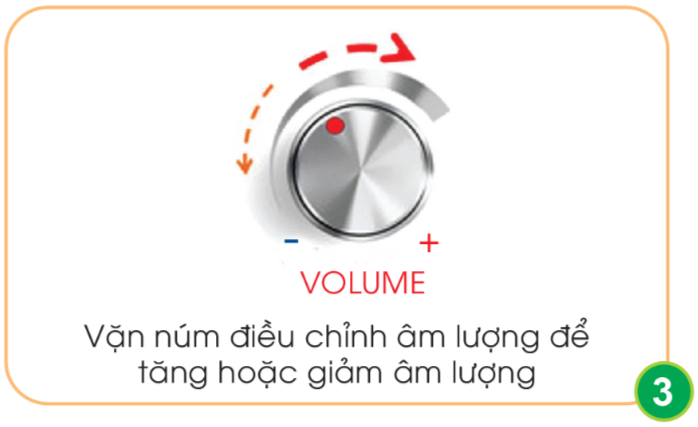 - +
VOLUME
Vặn núm điều chỉnh âm lượng để
tăng hoặc giảm âm lượng
3